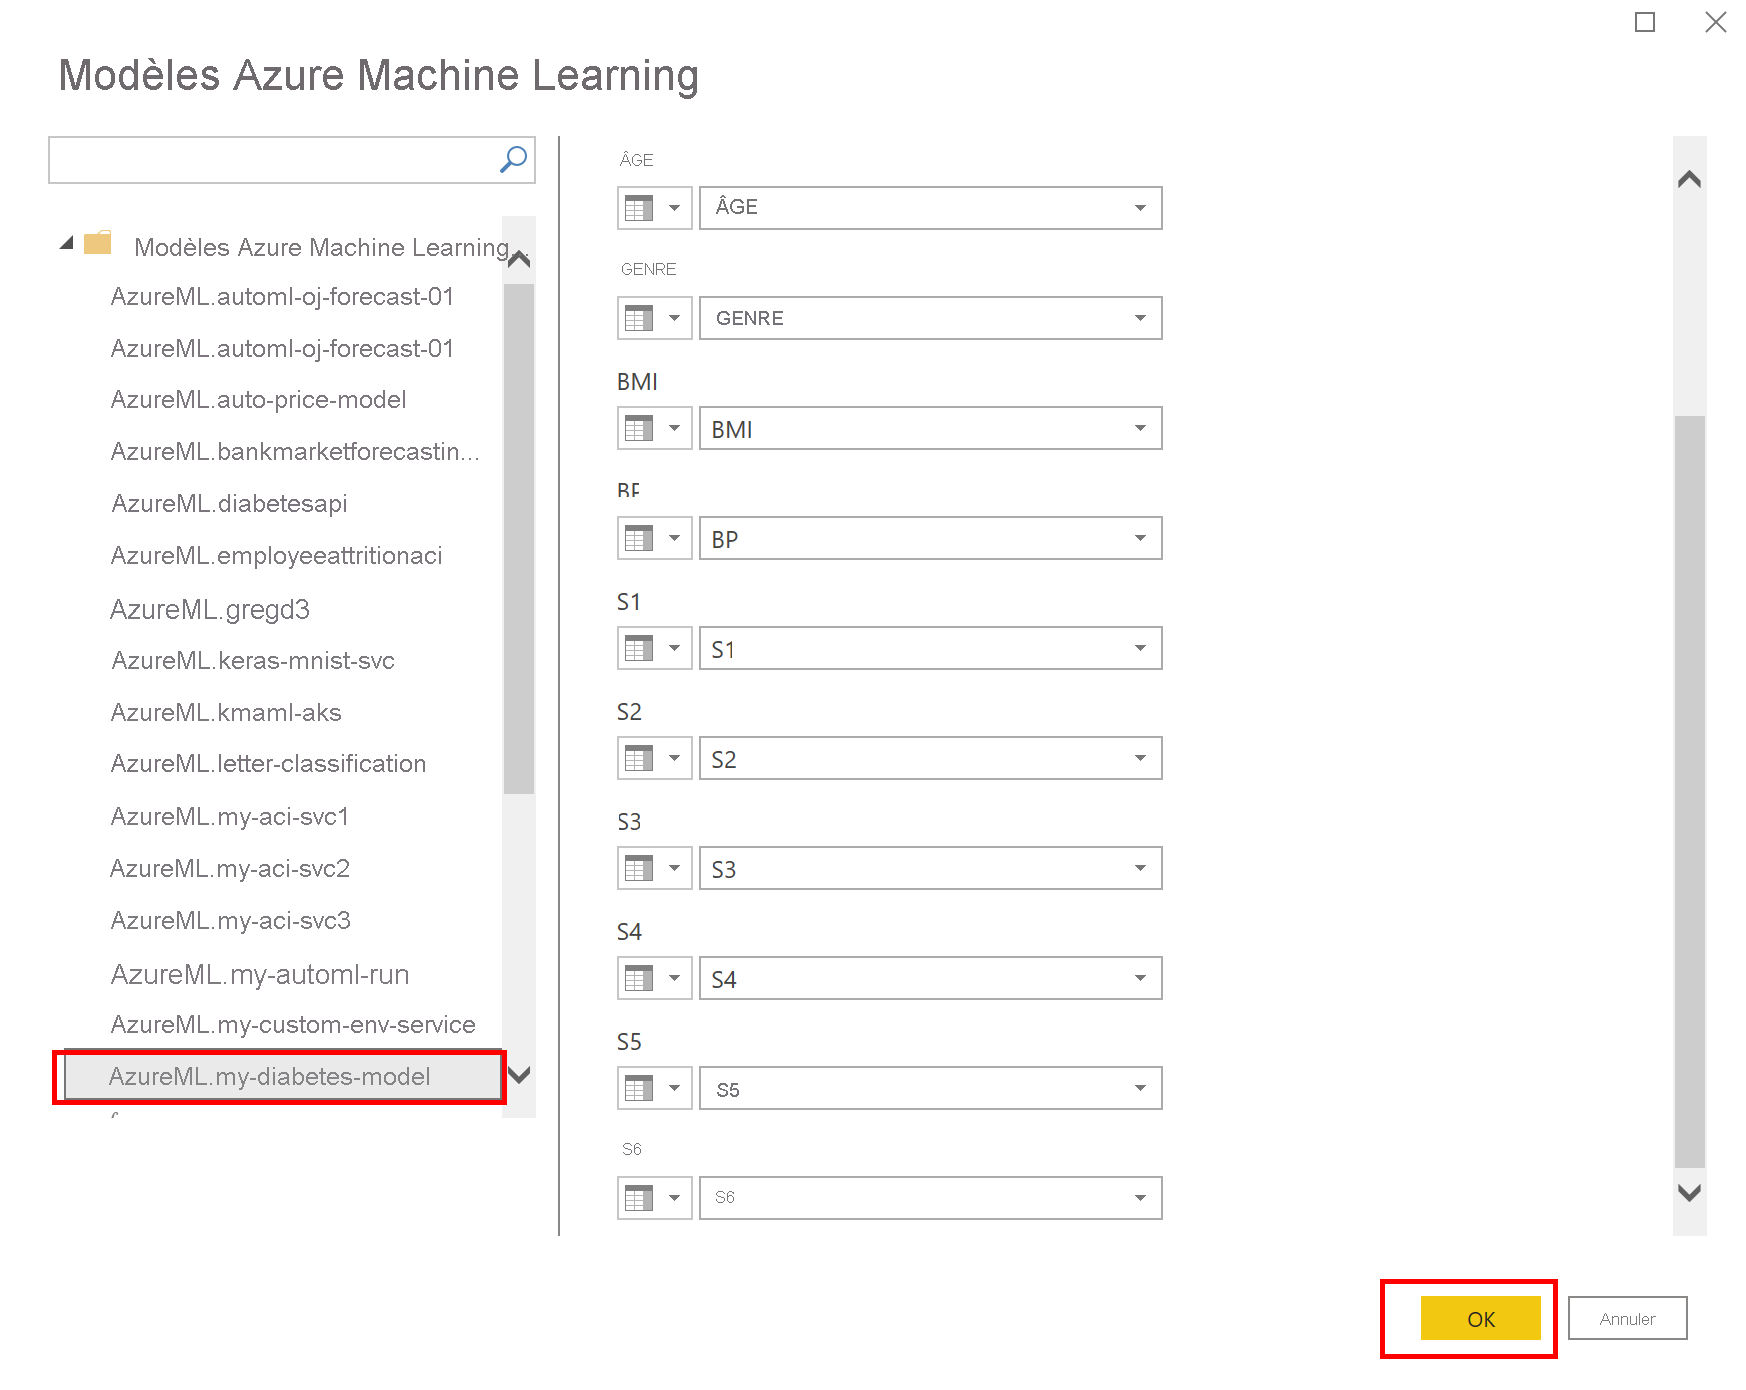 Modèles Azure Machine Learning
Modèles Azure Machine Learning...
AzureML.automl-oj-forecast-01
AzureML.automl-oj-forecast-01
AzureML.auto-price-model
AzureML.bankmarketforecastin...
AzureML.diabetesapi
AzureML.employeeattritionaci
AzureML.gregd3
AzureML.keras-mnist-svc
AzureML.kmaml-aks
AzureML.letter-classification
AzureML.my-aci-svc1
AzureML.my-aci-svc2
AzureML.my-aci-svc3
AzureML.my-automl-run
AzureML.my-custom-env-service
AzureML.my-diabetes-model
ÂGE
ÂGE
GENRE
GENRE
BMI
BMI
BP
BP
S1
S1
S2
S2
S3
S3
S4
S4
S5
S5
S6
S6
OK
Annuler